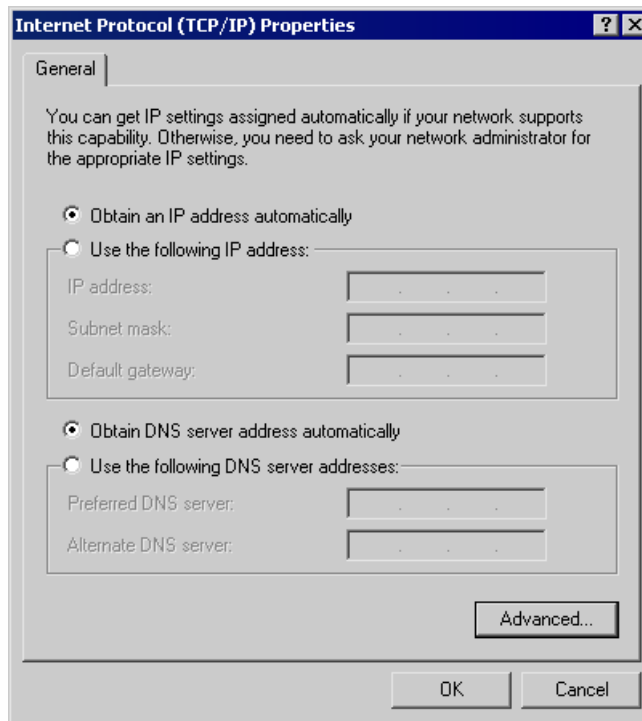 Internet Protocol (TCP/IP) Properties
General
You can get IP settings assigned automatically if your network supports
this capability. Otherwise, you need to ask your network administrator for
the appropriate IP settings.
Obtain an IP address automatically
Use the following IP address:
IP address:
Subnet mask:
Default gateway:
Obtain DNS server address automatically
Use the following DNS server addresses:
Preferred DNS server:
Alternate DNS server:
Advanced...
OK
Cancel